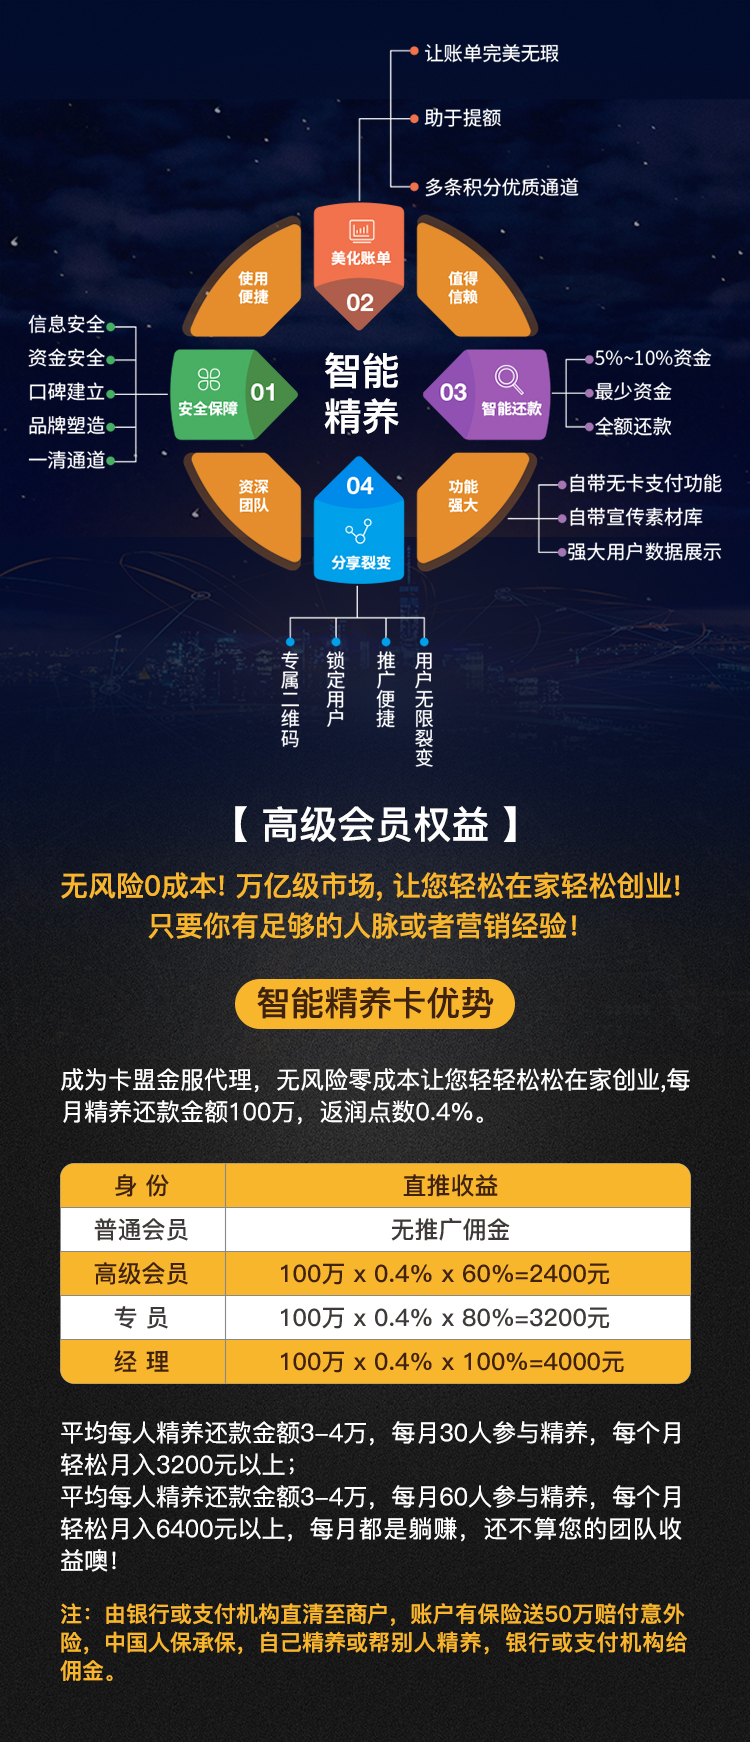 让账单完美无瑕
助于提额
多条积分优质通道
美化账单
02
使用
便捷
值得
信赖
信息安全
资金安全
口碑建立
品牌塑造
一清通道
安全保障
01
智能
精养
03
智能还款
5%~10%资金
最少资金
全额还款
资深
团队
04
分享裂变
功能
强大
自带无卡支付功能
自带宣传素材库
强大用户数据展示
专属二维码
锁定用户
推广便捷
用户无限裂变
【 高级会员权益 】
无风险0成本! 万亿级市场, 让您轻松在家轻松创业!
只要你有足够的人脉或者营销经验!
智能精养卡优势
成为卡盟金服代理，无风险零成本让您轻轻松松在家创业,每
月精养还款金额100万，返润点数0.4%。
身 份 直推收益
普通会员 无推广佣金
高级会员 100万 x 0.4% x 60%=2400元
专 员 100万 x 0.4% x 80%=3200元
经 理 100万 x 0.4% x 100%=4000元
平均每人精养还款金额3-4万，每月30人参与精养，每个月
轻松月入3200元以上；
平均每人精养还款金额3-4万，每月60人参与精养，每个月
轻松月入6400元以上，每月都是躺赚，还不算您的团队收
益噢!
注：由银行或支付机构直清至商户，账户有保险送50万赔付意外
险，中国人保承保，自己精养或帮别人精养，银行或支付机构给
佣金。